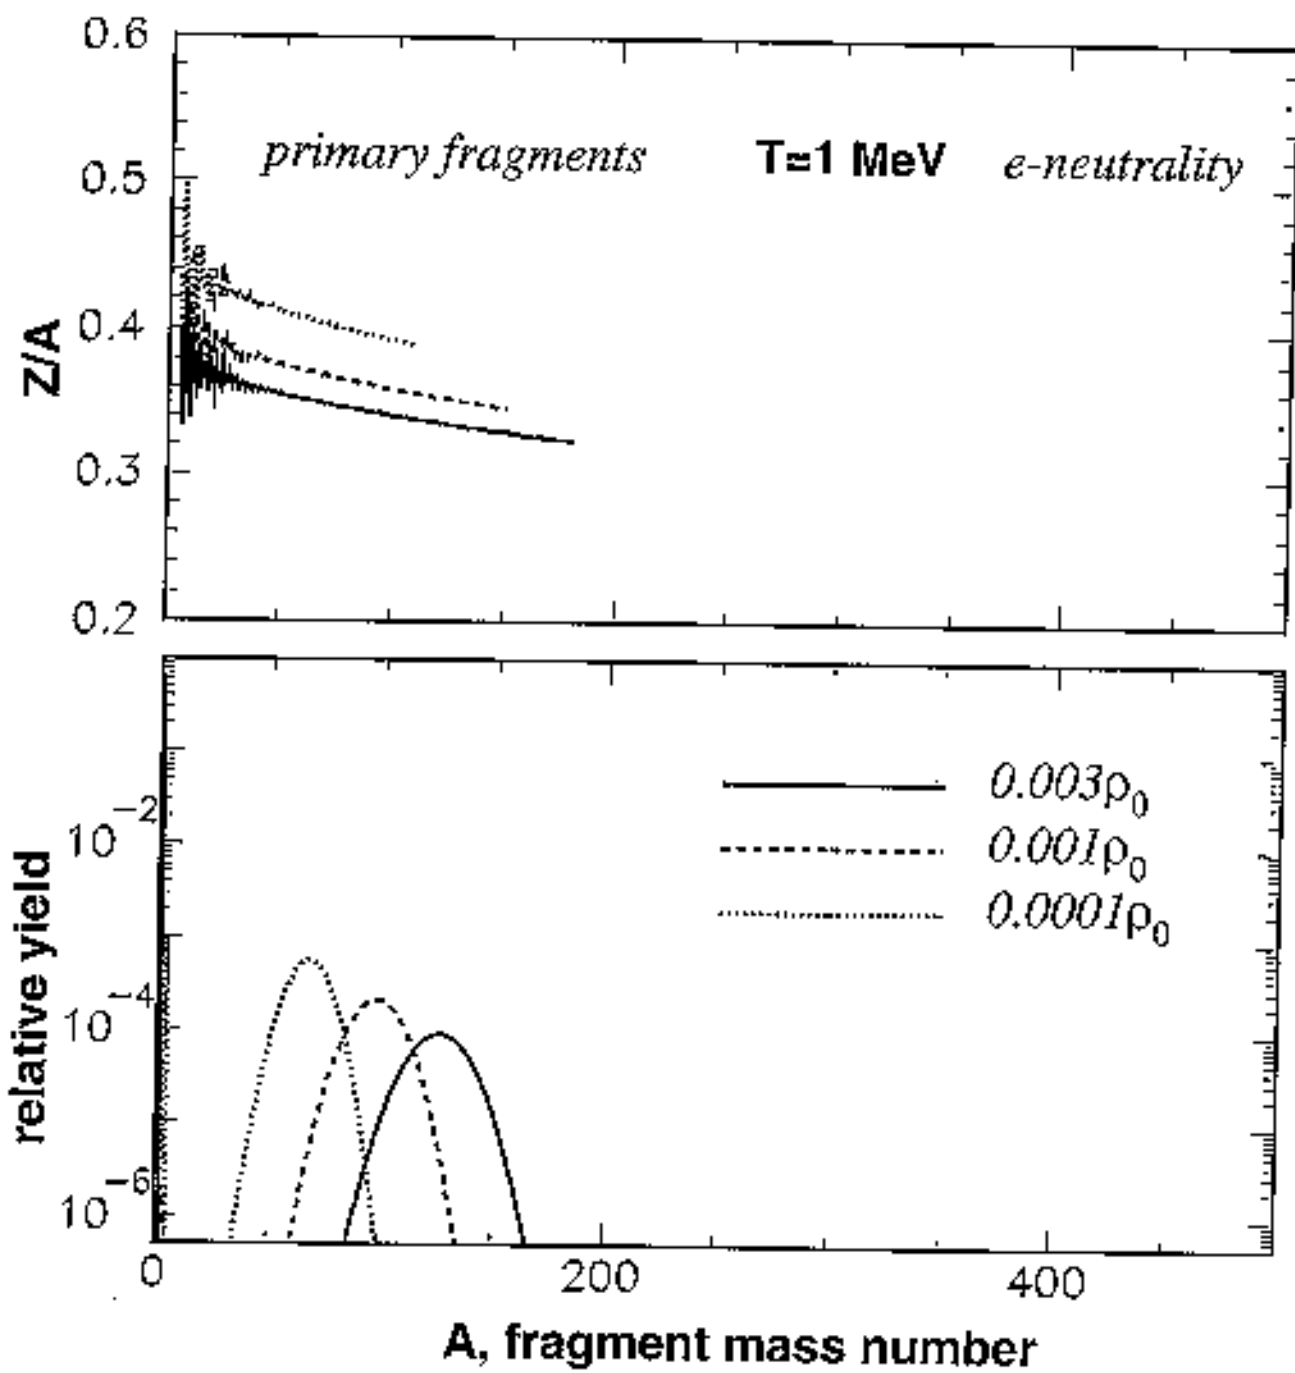 0.6
primary fragments T=1 MeV e-neutrality
0.5
0.4
Z/A
0.3
0.2
0.003ρ₀
10⁻²
0.001ρ₀
0.0001ρ₀
relative yield
10⁻⁴
10⁻⁶
0 200 400
A, fragment mass number